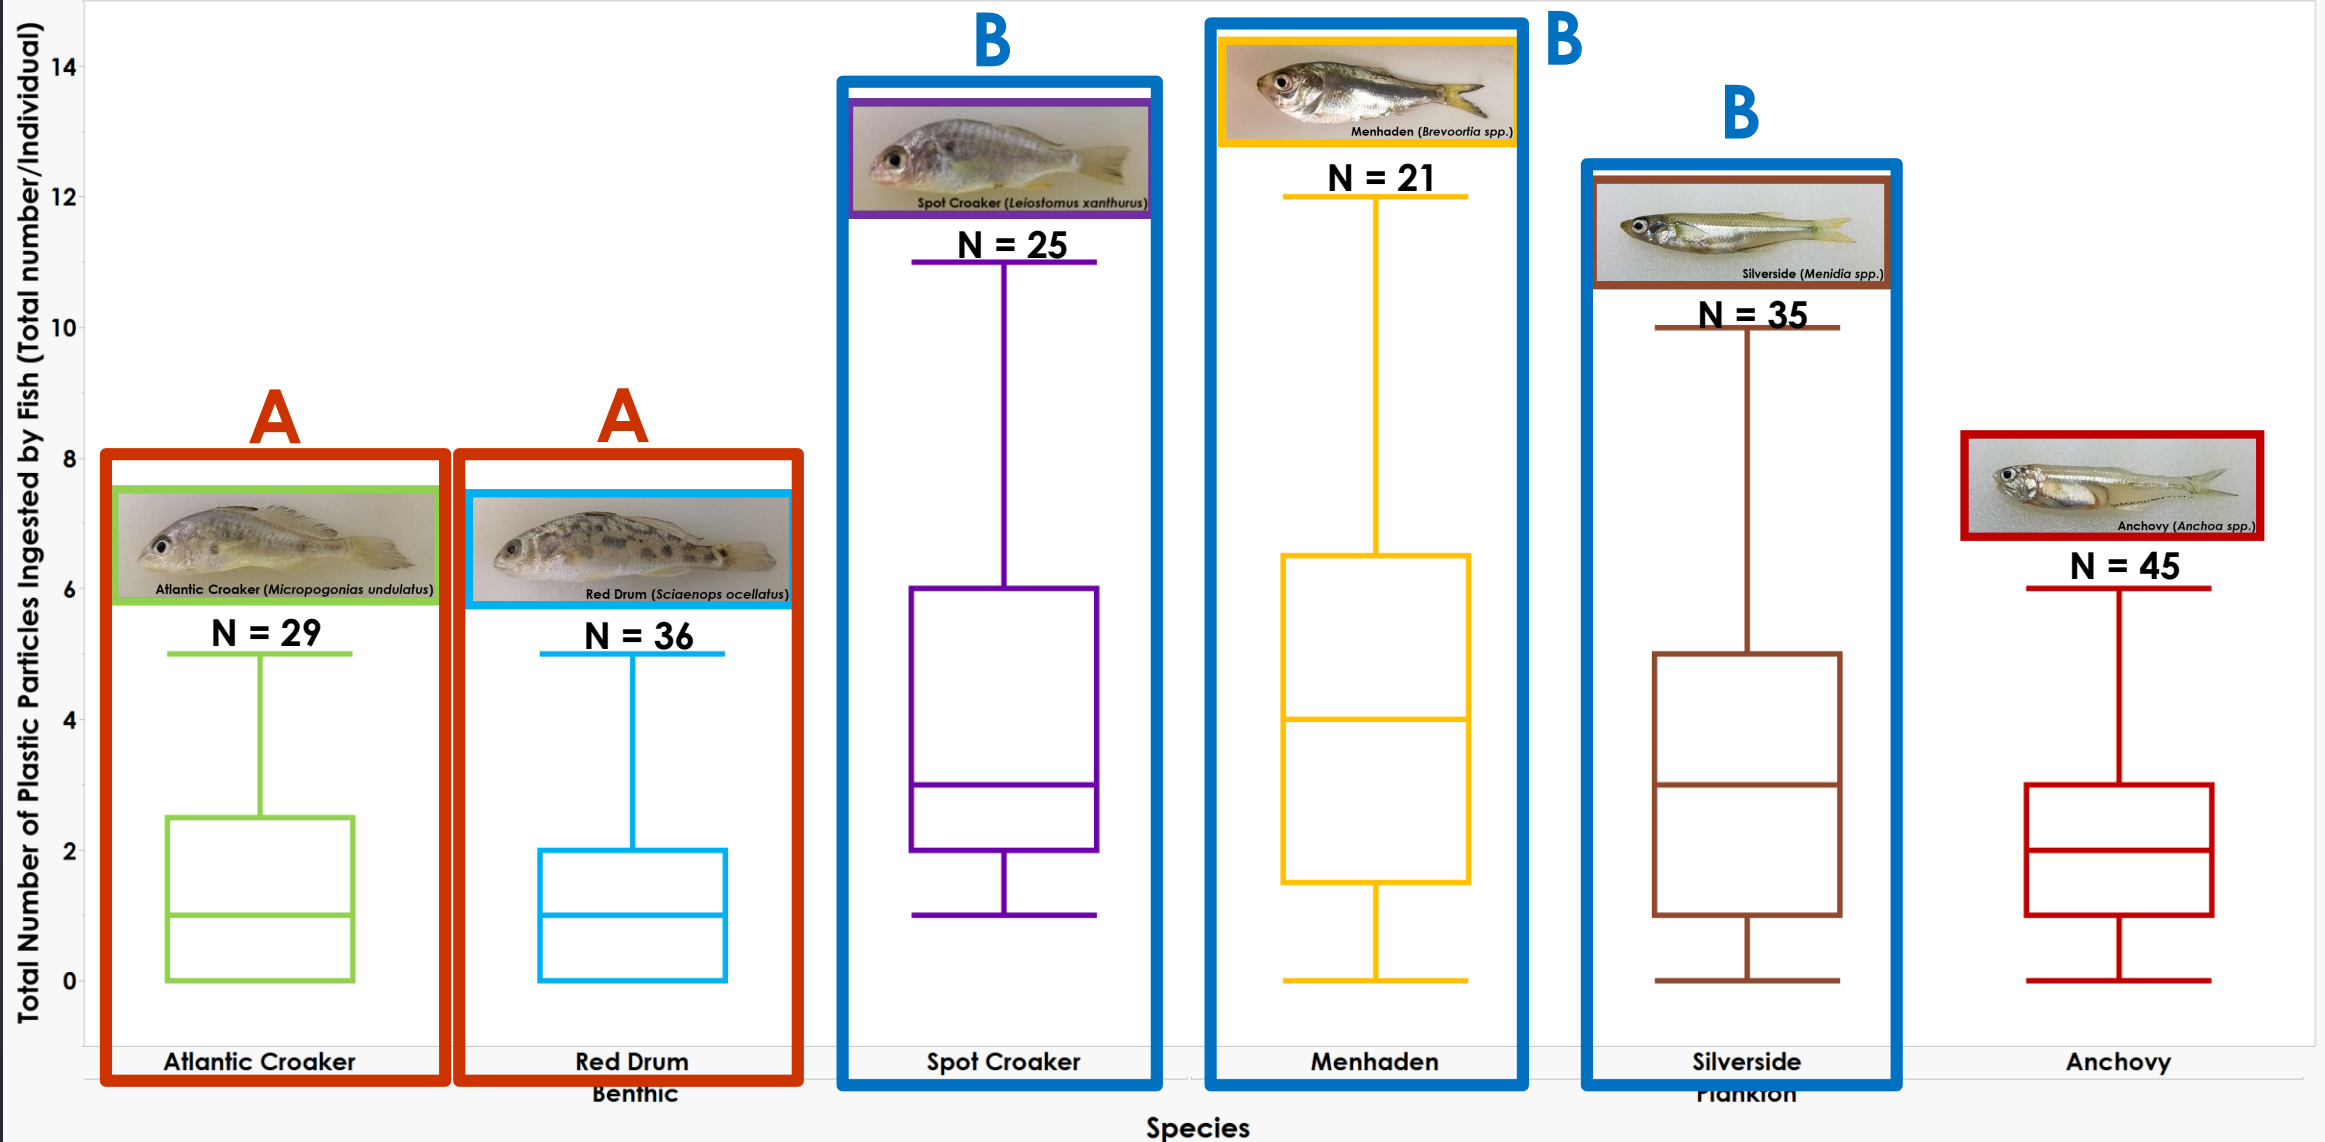 Total Number of Plastic Particles Ingested by Fish (Total number/Individual)
14
12
10
8
6
4
2
0
A
Atlantic Croaker (Micropogonias undulatus)
N = 29
A
Red Drum (Sciaenops ocellatus)
N = 36
B
Spot Croaker (Leiostomus xanthurus)
N = 25
B
Menhaden (Brevoortia spp.)
N = 21
B
Silverside (Menidia spp.)
N = 35
Anchovy (Anchoa spp.)
N = 45
Atlantic Croaker
Red Drum
Spot Croaker
Menhaden
Silverside
Anchovy
Benthic
Plankton
Species